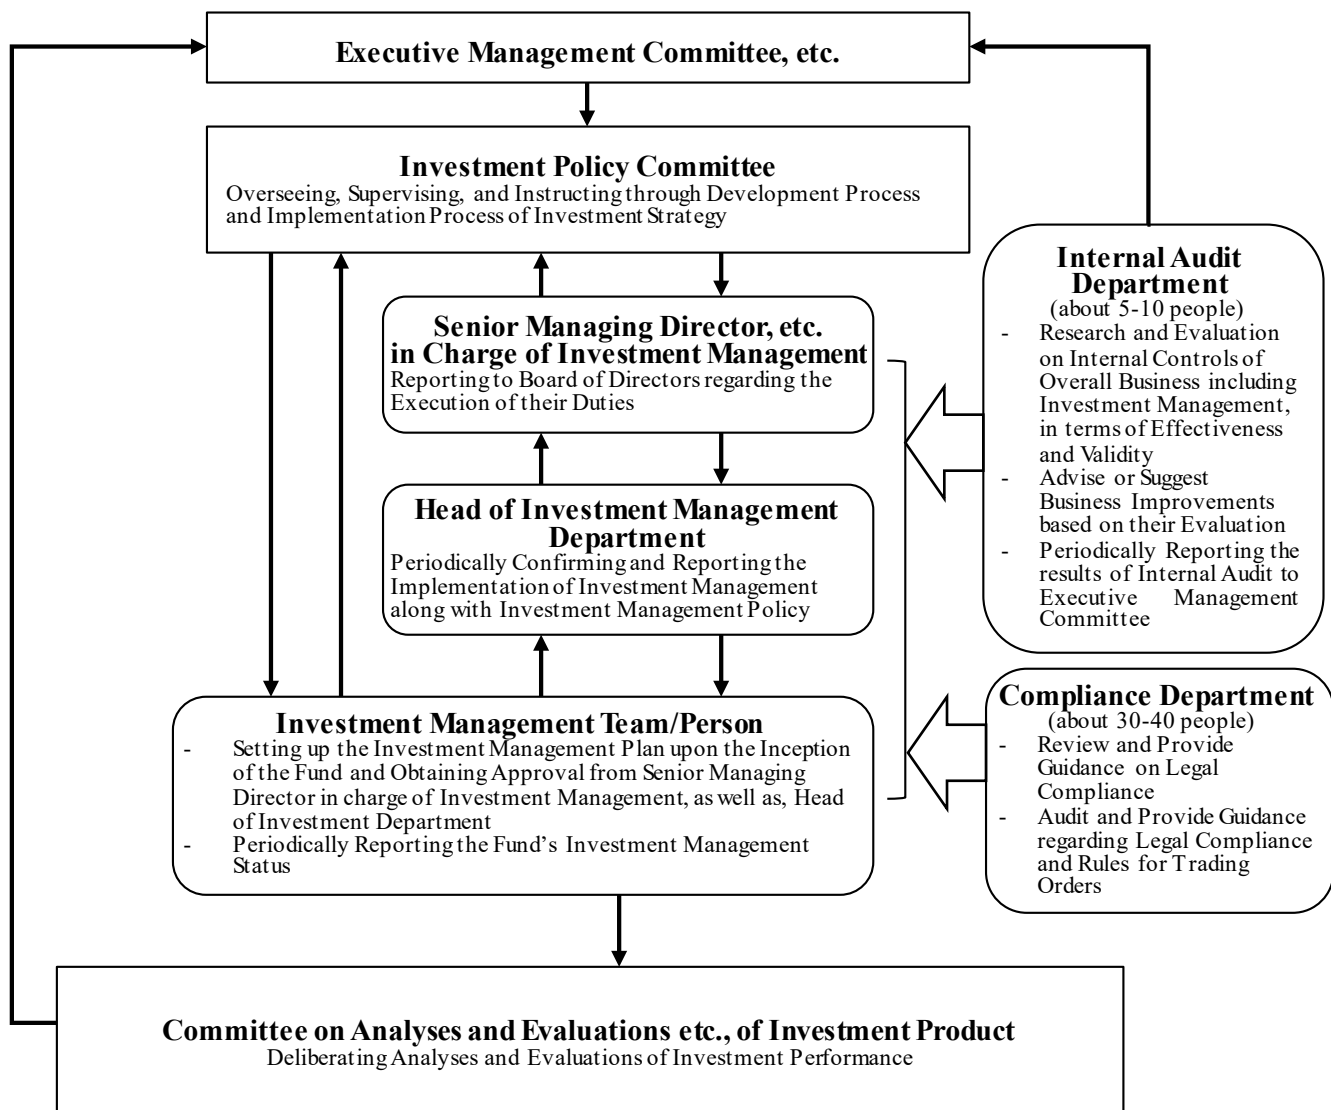 Executive Management Committee, etc.
Investment Policy Committee
Overseeing, Supervising, and Instructing through Development Process
and Implementation Process of Investment Strategy
Senior Managing Director, etc.
in Charge of Investment Management
Reporting to Board of Directors regarding the
Execution of their Duties
Head of Investment Management
Department
Periodically Confirming and Reporting the
Implementation of Investment Management
along with Investment Management Policy
Investment Management Team/Person
- Setting up the Investment Management Plan upon the Inception
of the Fund and Obtaining Approval from Senior Managing
Director in charge of Investment Management, as well as, Head
of Investment Department
- Periodically Reporting the Fund's Investment Management
Status
Internal Audit
Department
(about 5-10 people)
- Research and Evaluation
on Internal Controls of
Overall Business including
Investment Management,
in terms of Effectiveness
and Validity
- Advise or Suggest
Business Improvements
based on their Evaluation
- Periodically Reporting the
results of Internal Audit to
Executive Management
Committee
Compliance Department
(about 30-40 people)
- Review and Provide
Guidance on Legal
Compliance
- Audit and Provide Guidance
regarding Legal Compliance
and Rules for Trading
Orders
Committee on Analyses and Evaluations etc., of Investment Product
Deliberating Analyses and Evaluations of Investment Performance